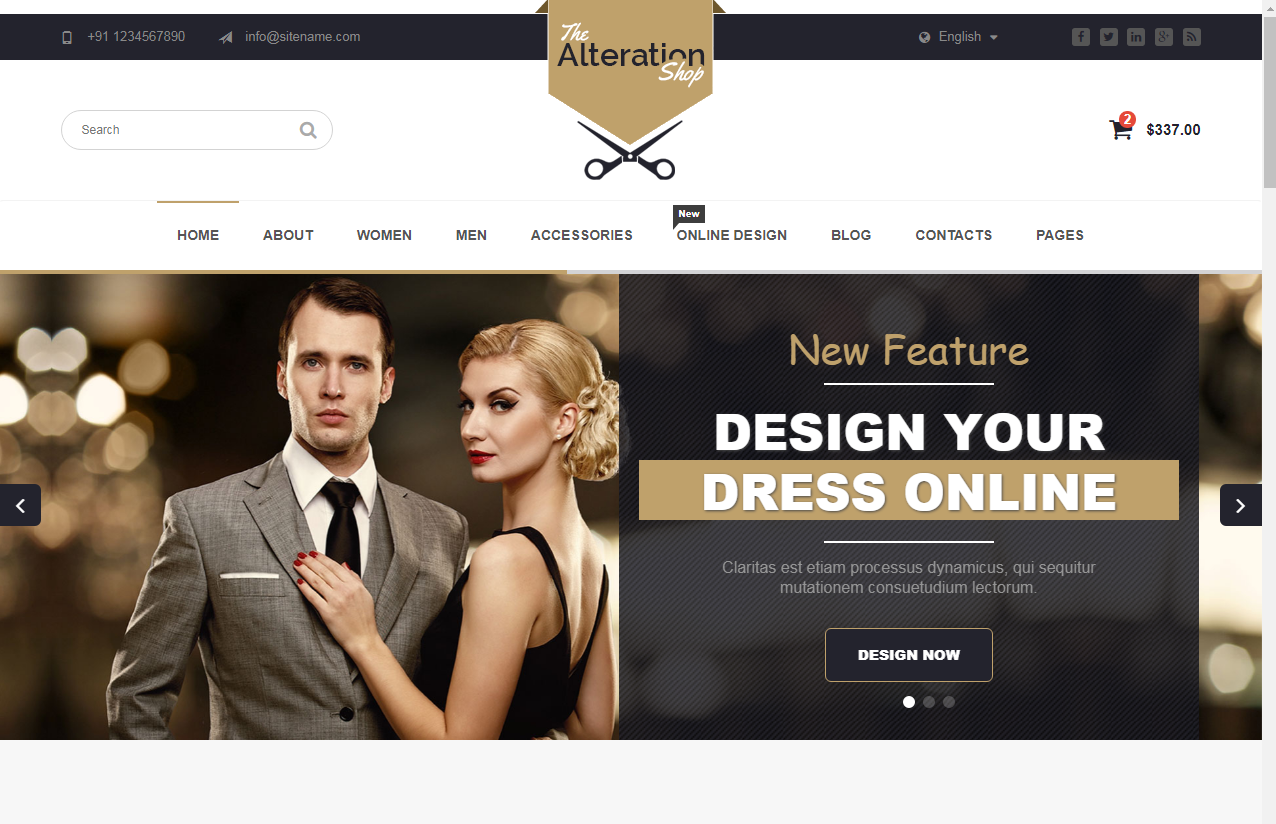 +91 1234567890
info@sitename.com
The
Alteration
Shop
English
Search
2
$337.00
New
HOME
ABOUT
WOMEN
MEN
ACCESSORIES
ONLINE DESIGN
BLOG
CONTACTS
PAGES
New Feature
DESIGN YOUR
DRESS ONLINE
Claritas est etiam processus dynamicus, qui sequitur
mutationem consuetudium lectorum.
DESIGN NOW